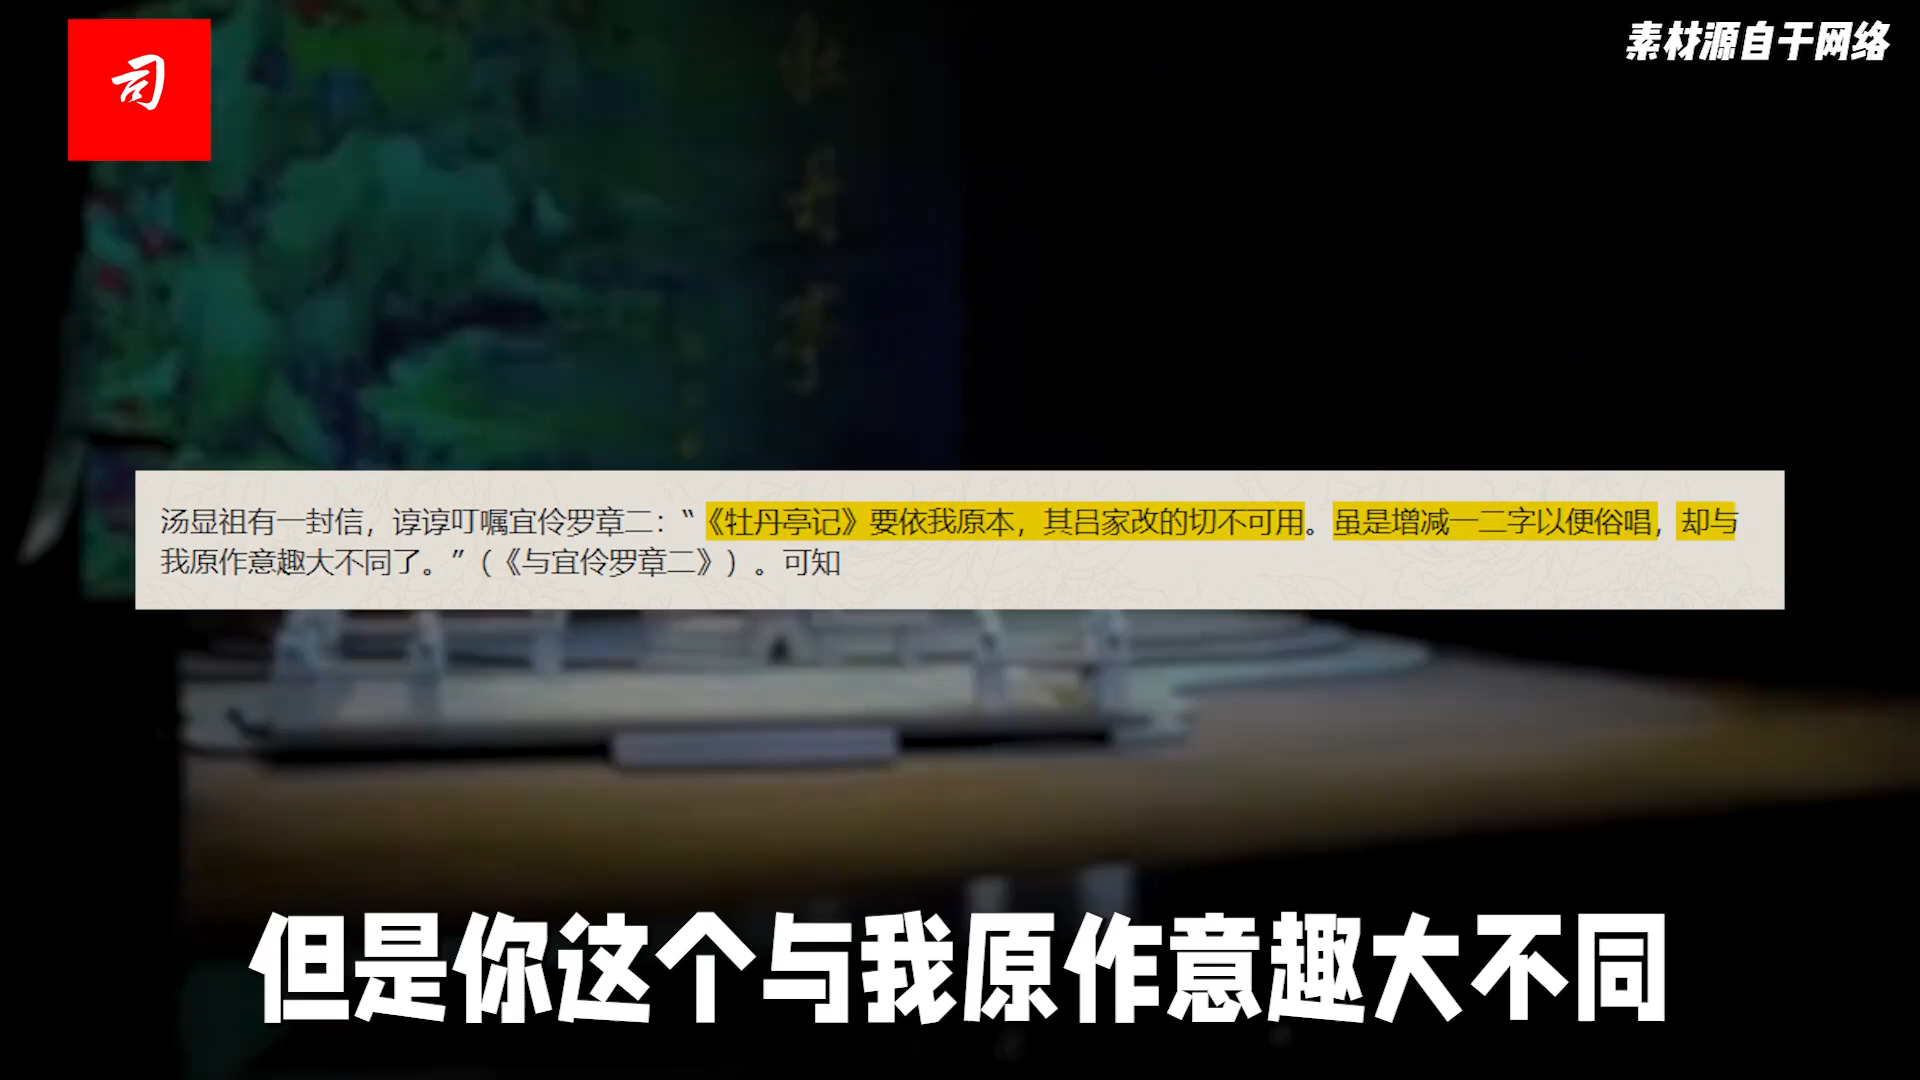 司
素材源自于网络
牡丹亭
汤显祖有一封信，谆谆叮嘱宜伶罗章二：“《牡丹亭记》要依我原本，其吕家改的切不可用。虽是增减一二字以便俗唱，却与
我原作意趣大不同了。”（《与宜伶罗章二》）。可知
但是你这个与我原作意趣大不同